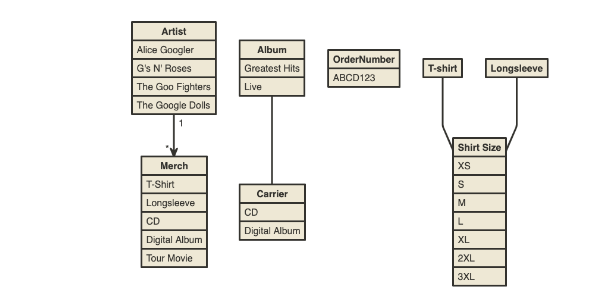 Artist
Alice Googler
G's N' Roses
The Goo Fighters
The Google Dolls
1
*
Merch
T-Shirt
Longsleeve
CD
Digital Album
Tour Movie
Album
Greatest Hits
Live
Carrier
CD
Digital Album
OrderNumber
ABCD123
T-shirt
Longsleeve
Shirt Size
XS
S
M
L
XL
2XL
3XL